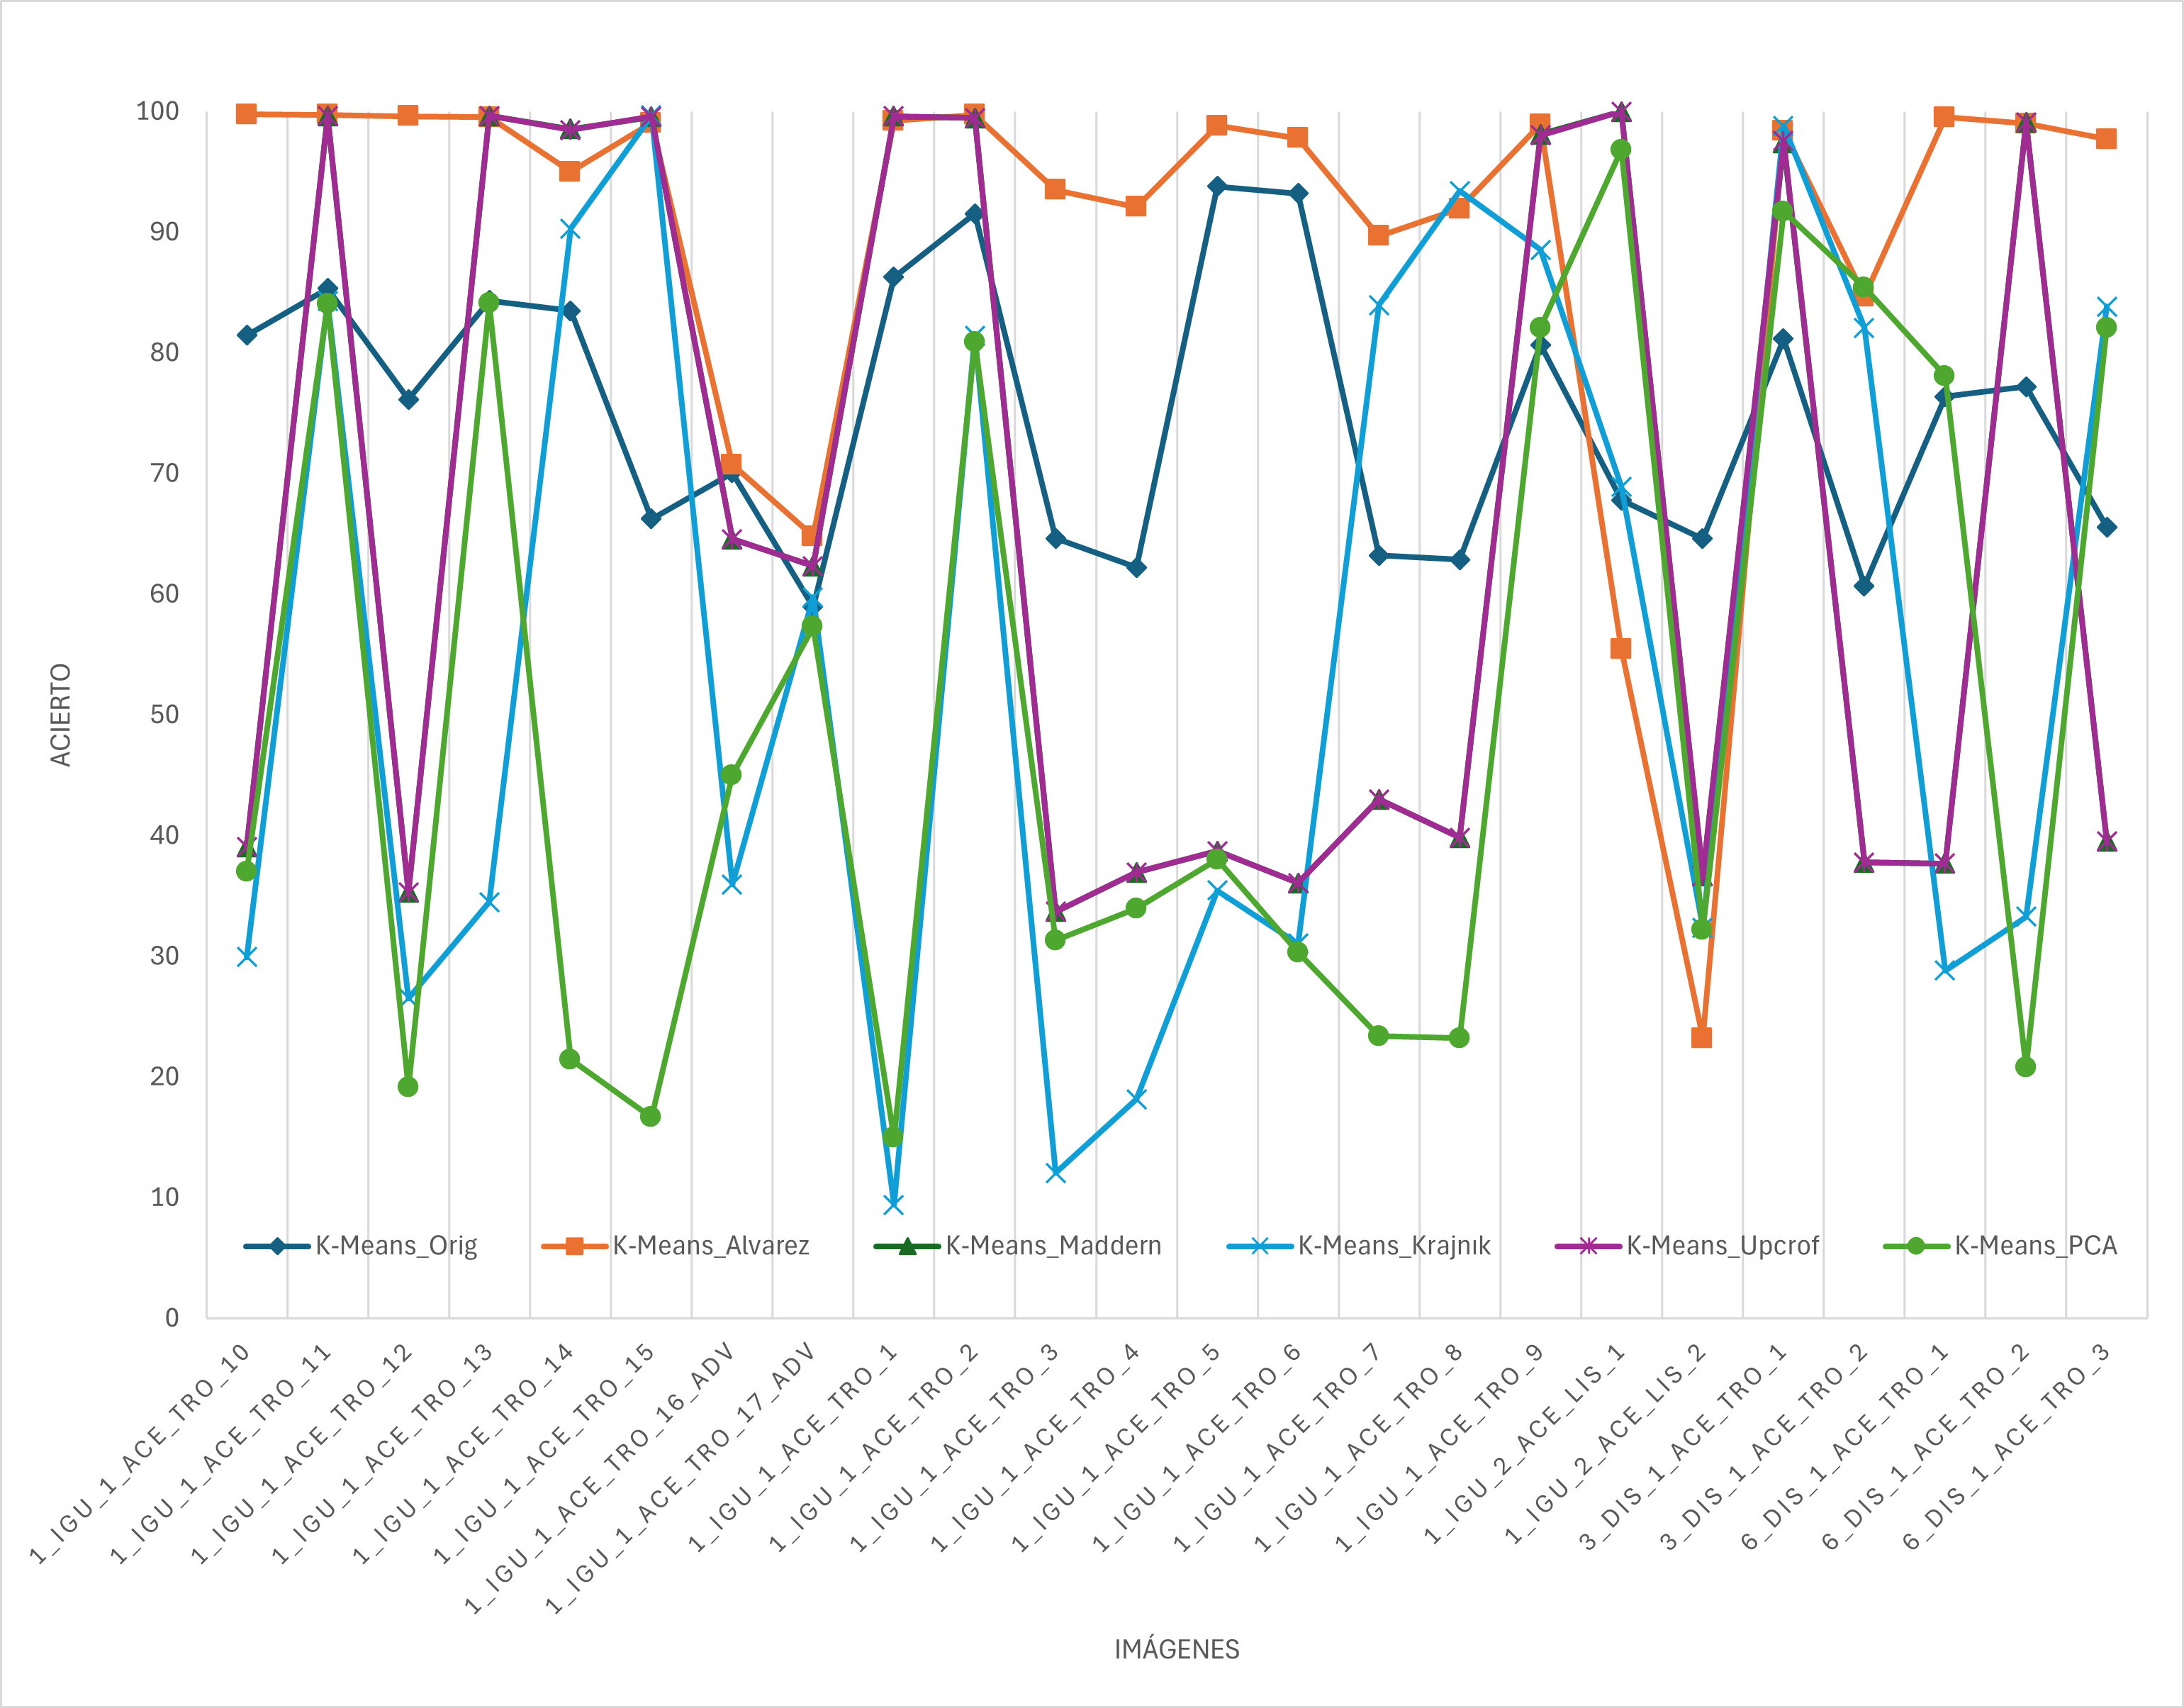 100
90
80
70
60
50
40
30
20
10
0
ACIERTO
K-Means_Orig
K-Means_Alvarez
K-Means_Maddern
K-Means_Krajnık
K-Means_Upcrof
K-Means_PCA
1_IGU_1_ACE_TRO_10
1_IGU_1_ACE_TRO_11
1_IGU_1_ACE_TRO_12
1_IGU_1_ACE_TRO_13
1_IGU_1_ACE_TRO_14
1_IGU_1_ACE_TRO_15
1_IGU_1_ACE_TRO_16_ADV
1_IGU_1_ACE_TRO_17_ADV
1_IGU_1_ACE_TRO_1
1_IGU_1_ACE_TRO_2
1_IGU_1_ACE_TRO_3
1_IGU_1_ACE_TRO_4
1_IGU_1_ACE_TRO_5
1_IGU_1_ACE_TRO_6
1_IGU_1_ACE_TRO_7
1_IGU_1_ACE_TRO_8
1_IGU_1_ACE_TRO_9
1_IGU_2_ACE_LIS_1
1_IGU_2_ACE_LIS_2
3_DIS_1_ACE_TRO_1
3_DIS_1_ACE_TRO_2
6_DIS_1_ACE_TRO_1
6_DIS_1_ACE_TRO_2
6_DIS_1_ACE_TRO_3
IMÁGENES